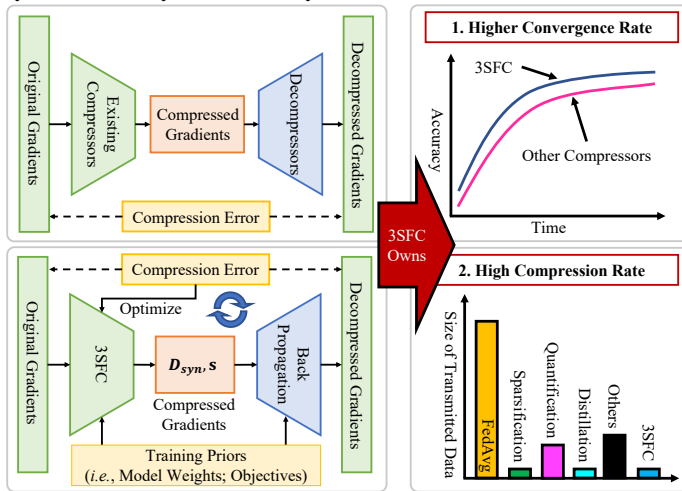 Original Gradients
Existing
Compressors
Compressed
Gradients
Decompressors
Decompressed
Gradients
Compression Error
Compression Error
Optimize
Original Gradients
3SFC
D_syn, s
Compressed
Gradients
Back
Propagation
Decompressed
Gradients
Training Priors
(i.e., Model Weights; Objectives)
3SFC
Owns
1. Higher Convergence Rate
3SFC
Other Compressors
Accuracy
Time
2. High Compression Rate
Size of
Transmitted Data
FedAvg
Sparsification
Quantification
Distillation
Others
3SFC